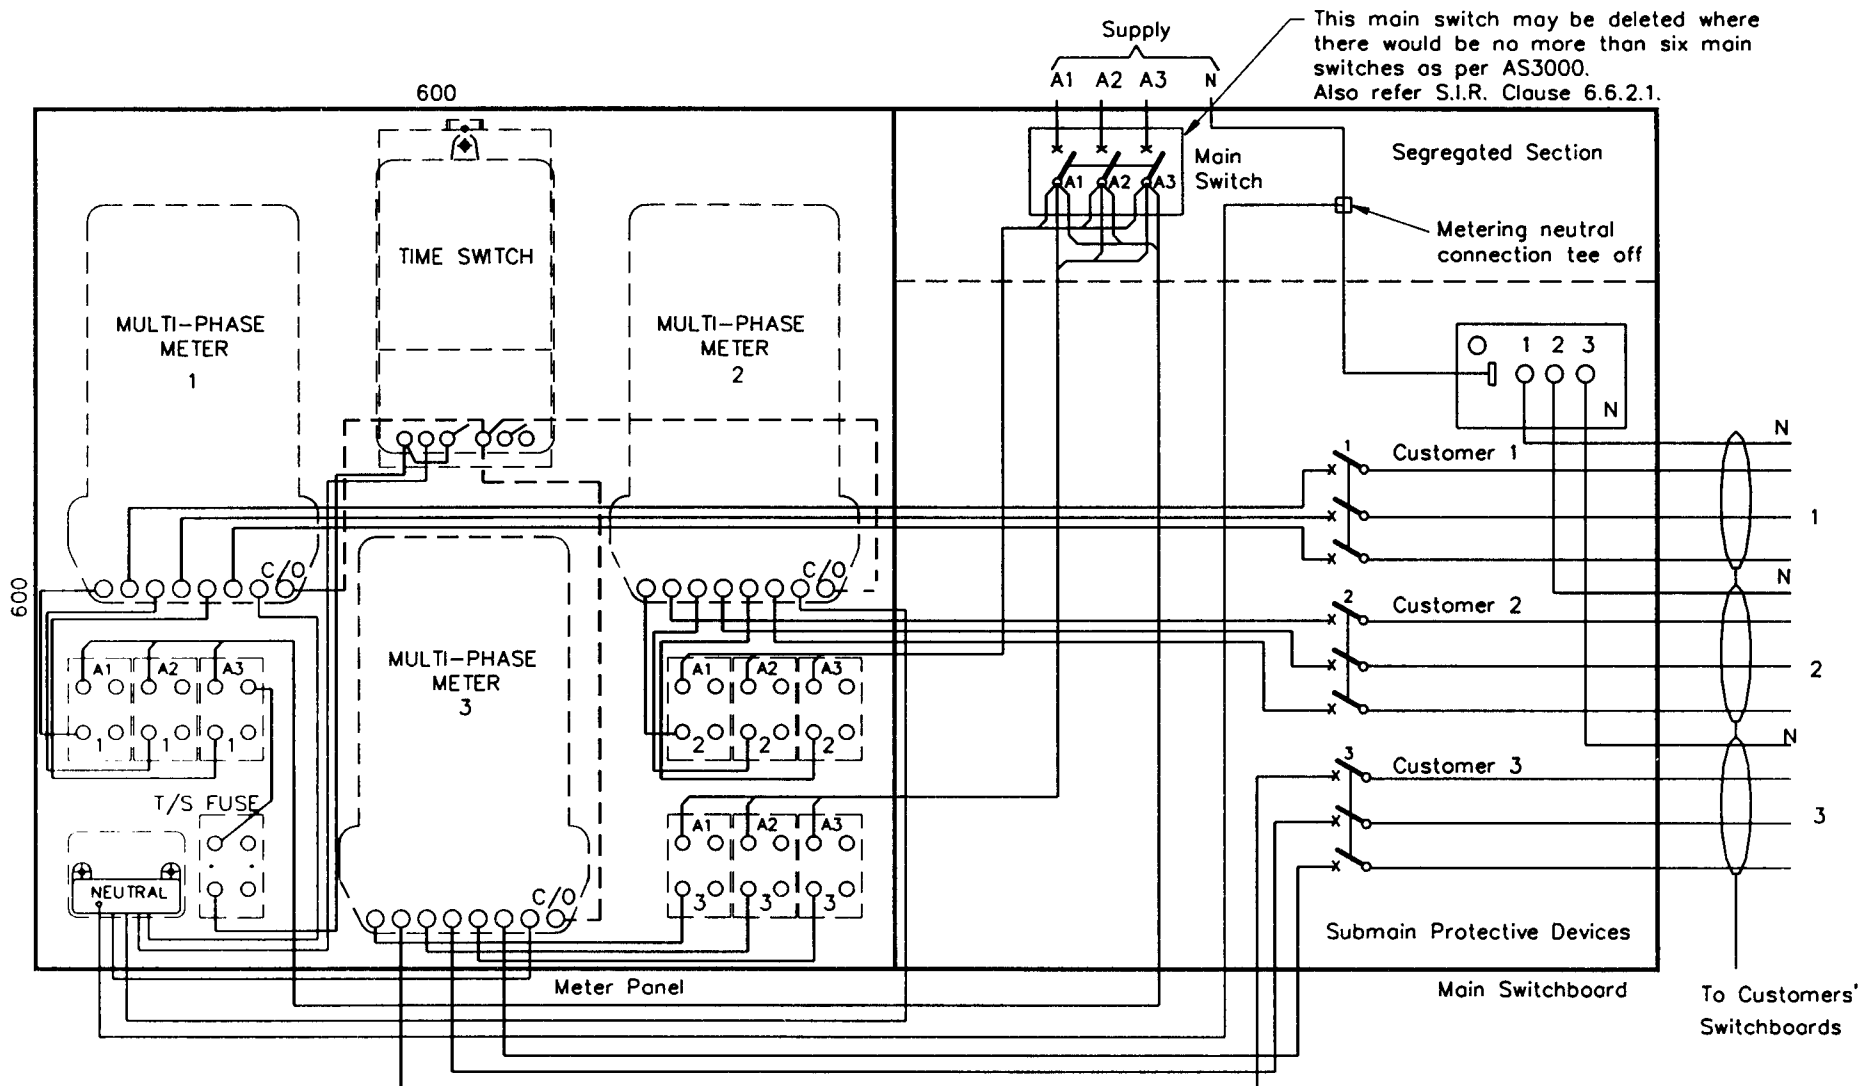 This main switch may be deleted where
there would be no more than six main
switches as per AS3000.
Also refer S.I.R. Clause 6.6.2.1.
Supply
A1 A2 A3 N
600
Segregated Section
Main
Switch
A1 A2 A3
Metering neutral
connection tee off
TIME SWITCH
MULTI-PHASE
METER
1
MULTI-PHASE
METER
2
1 2 3
N
N
1 Customer 1
1
C/O
C/O
600
N
2 Customer 2
2
A1 A2 A3
1 1 1
MULTI-PHASE
METER
3
A1 A2 A3
2 2 2
N
3 Customer 3
3
T/S FUSE
A1 A2 A3
3 3 3
NEUTRAL
C/O
Submain Protective Devices
Meter Panel
Main Switchboard
To Customers'
Switchboards